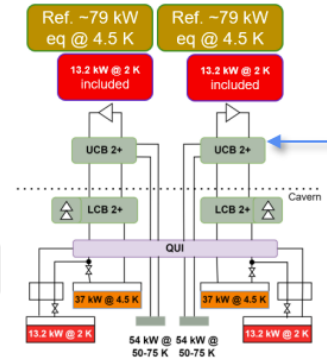 Ref. ~79 kW
eq @ 4.5 K
Ref. ~79 kW
eq @ 4.5 K
13.2 kW @ 2 K
included
13.2 kW @ 2 K
included
UCB 2+
UCB 2+
Cavern
LCB 2+
LCB 2+
QUI
37 kW @ 4.5 K
37 kW @ 4.5 K
13.2 kW @ 2 K
54 kW @
50-75 K
54 kW @
50-75 K
13.2 kW @ 2 K